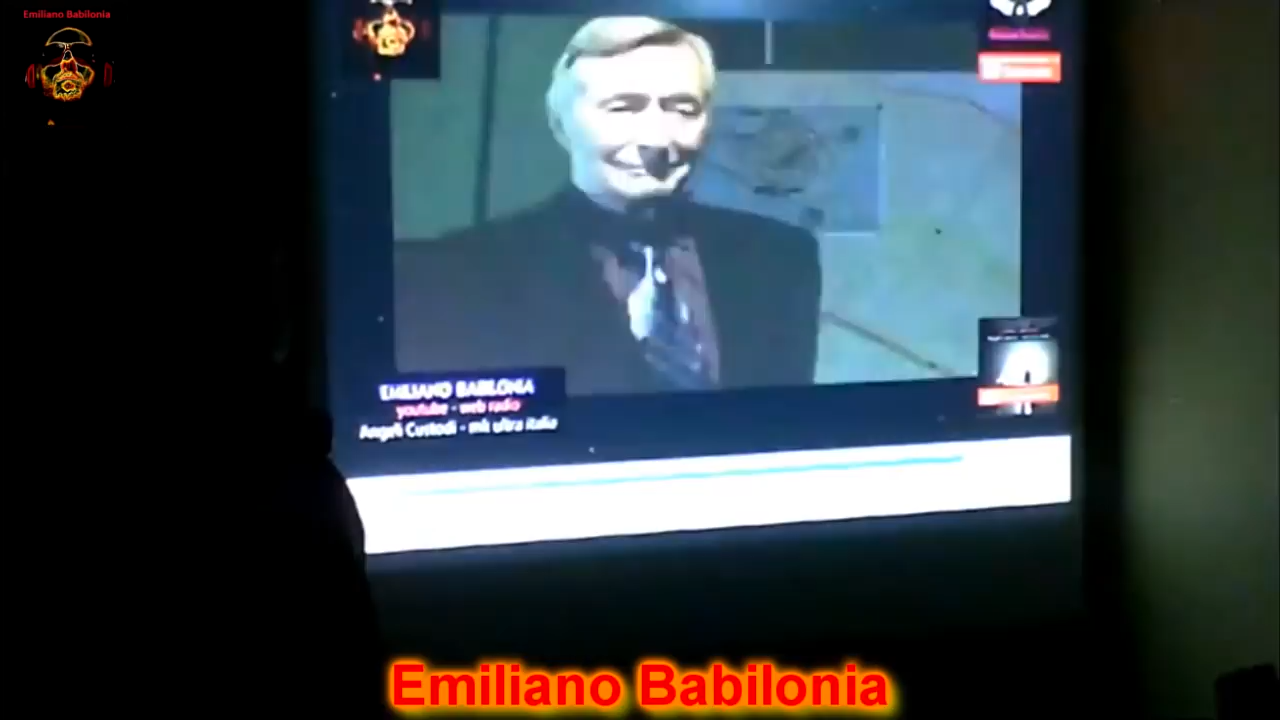 Emiliano Babilonia
EMILIANO BABILONIA
youtube - web radio
Angeli Custodi - mk ultra italia
Emiliano Babilonia